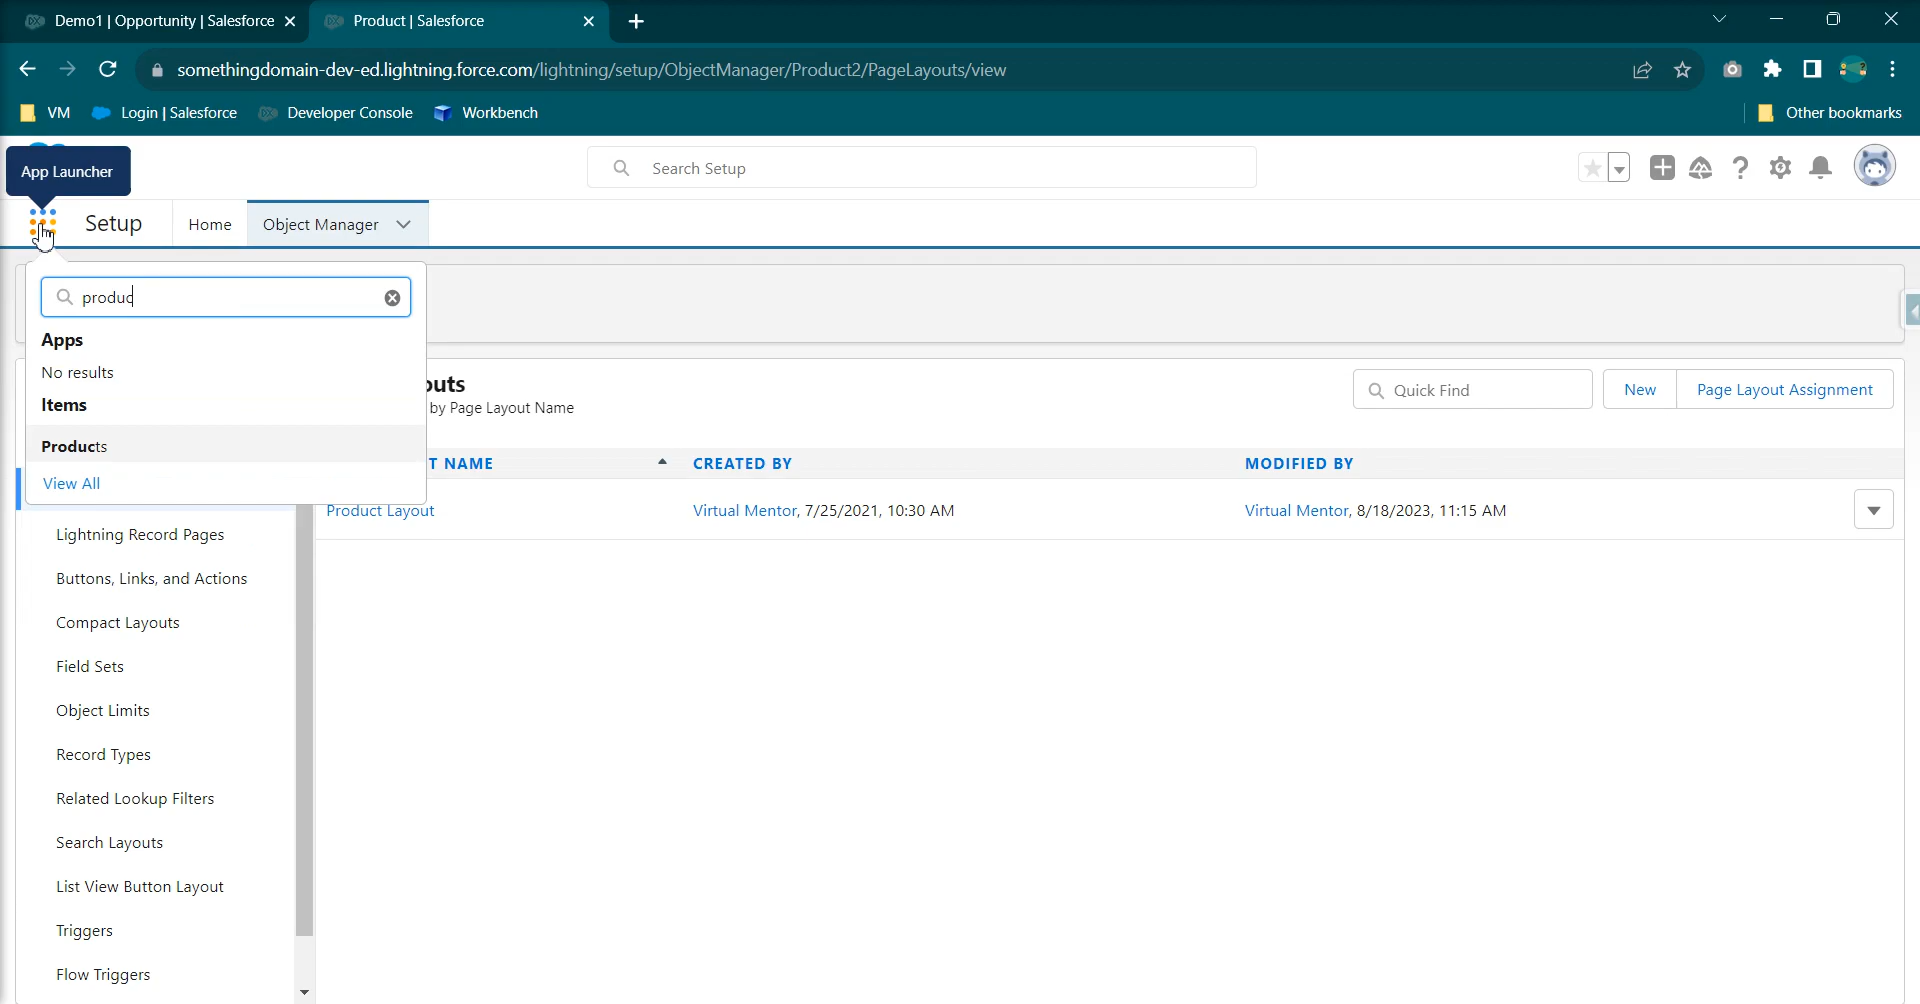 Demo1 | Opportunity | Salesforce
Product | Salesforce
somethingdomain-dev-ed.lightning.force.com/lightning/setup/ObjectManager/Product2/PageLayouts/view
VM
Login | Salesforce
Developer Console
Workbench
Other bookmarks
App Launcher
Search Setup
Setup
Home
Object Manager
produc
Apps
No results
Items
Products
View All
outs
by Page Layout Name
Quick Find
New
Page Layout Assignment
T NAME
CREATED BY
MODIFIED BY
Product Layout
Virtual Mentor, 7/25/2021, 10:30 AM
Virtual Mentor, 8/18/2023, 11:15 AM
Lightning Record Pages
Buttons, Links, and Actions
Compact Layouts
Field Sets
Object Limits
Record Types
Related Lookup Filters
Search Layouts
List View Button Layout
Triggers
Flow Triggers